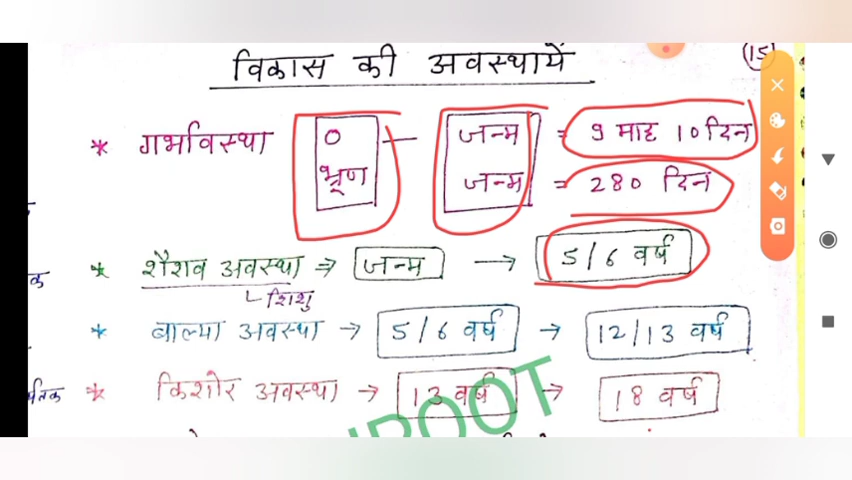 विकास की अवस्थायें
(15)
* गर्भावस्था 0 — जन्म = 9 माह 10 दिन
भ्रूण जन्म = 280 दिन
* शैशव अवस्था ⇒ जन्म → 5/6 वर्ष
शिशु
* बाल्या अवस्था → 5/6 वर्ष → 12/13 वर्ष
* किशोर अवस्था → 13 वर्ष → 18 वर्ष